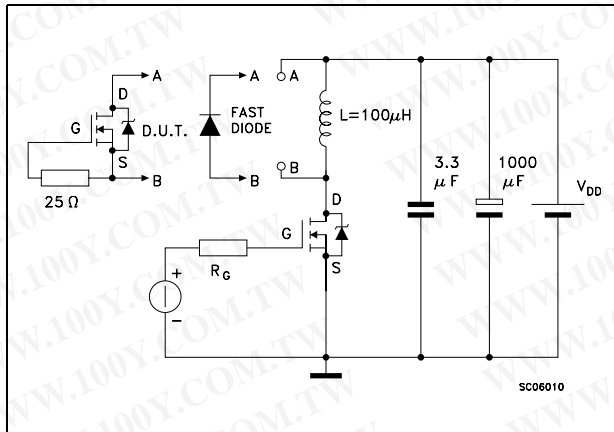 A
A
A
D
G
D.U.T.
FAST
DIODE
L=100μH
S
B
B
B
25 Ω
3.3
μF
1000
μF
V_DD
D
G
S
R_G
+
−
SC06010
WWW.100Y.COM.TW